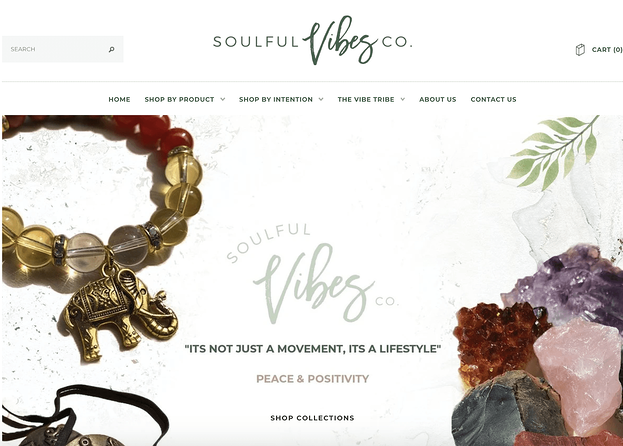 SOULFUL Vibes CO.
SEARCH
CART (0)
HOME SHOP BY PRODUCT SHOP BY INTENTION THE VIBE TRIBE ABOUT US CONTACT US
SOULFUL
Vibes
CO.
"ITS NOT JUST A MOVEMENT, ITS A LIFESTYLE"
PEACE & POSITIVITY
SHOP COLLECTIONS